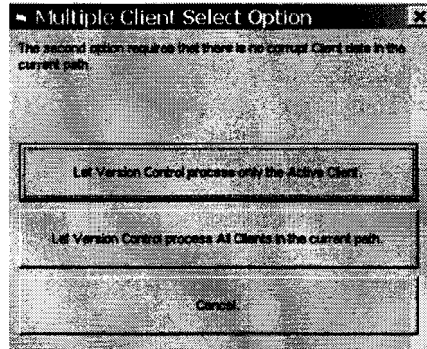 Multiple Client Select Option
The second option requires that there is no corrupt Client data in the
current path.
Let Version Control process only the Active Client.
Let Version Control process All Clients in the current path.
Cancel.